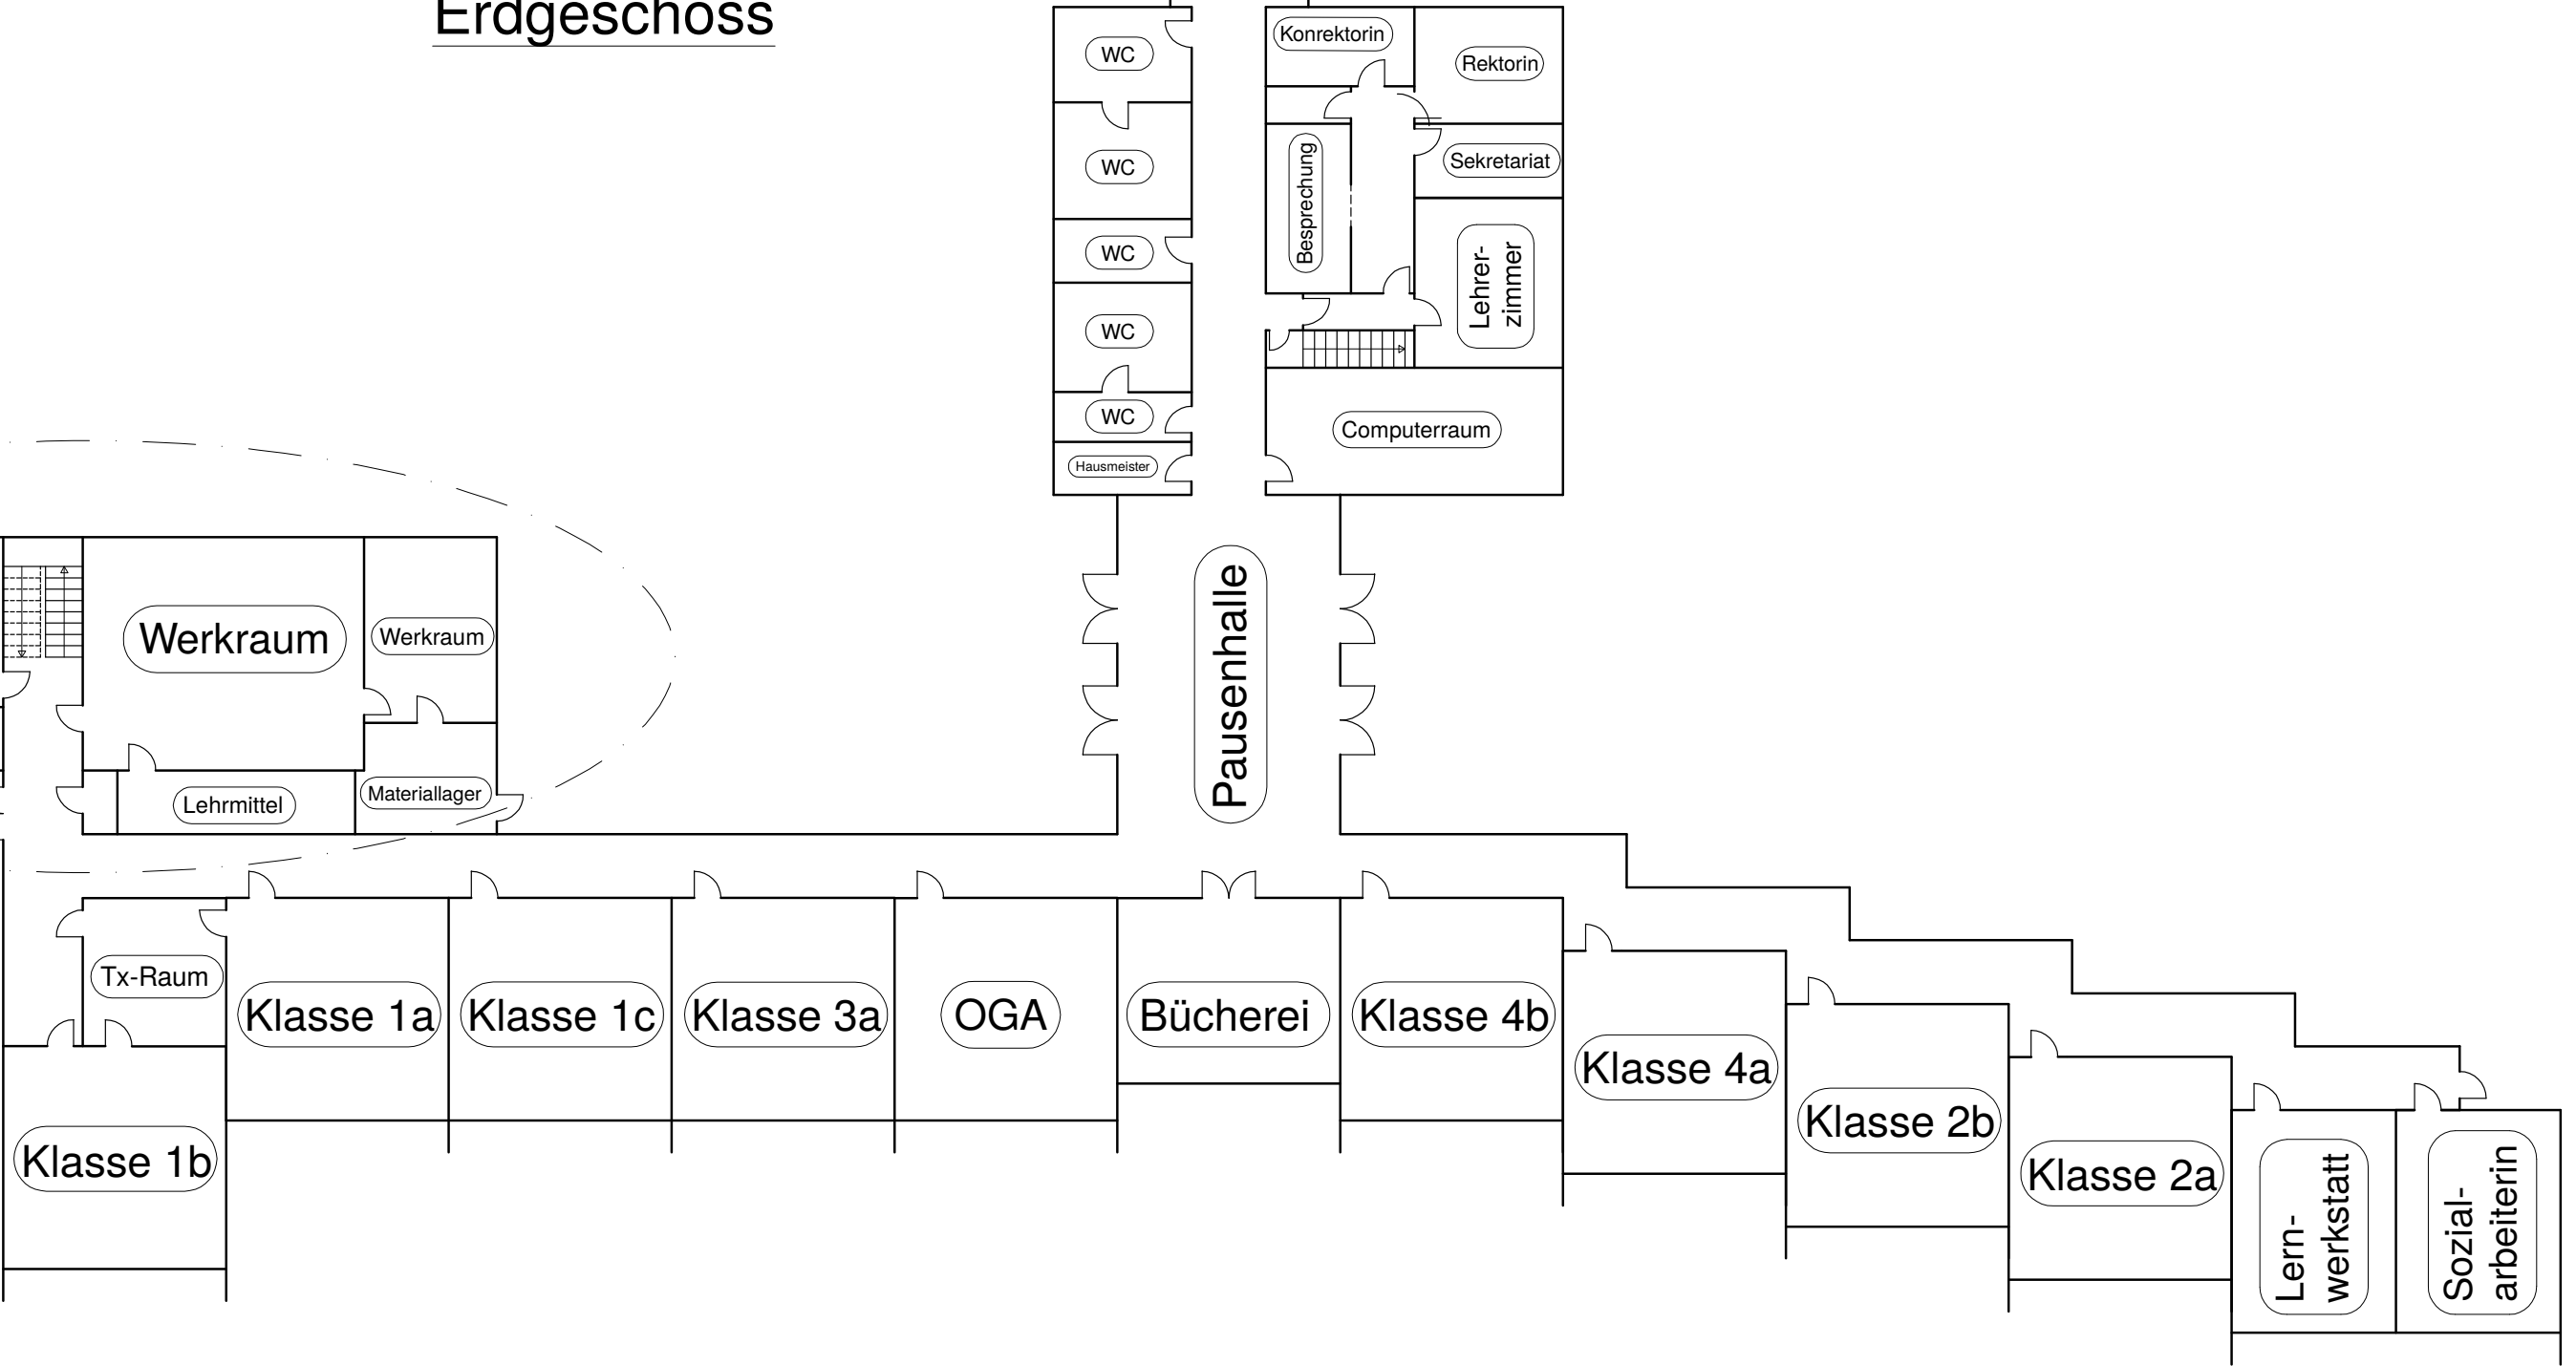 Erdgeschoss
WC
WC
WC
WC
WC
Hausmeister
Konrektorin
Rektorin
Besprechung
Sekretariat
Lehrer-
zimmer
Computerraum
Werkraum
Werkraum
Lehrmittel
Materiallager
Pausenhalle
Tx-Raum
Klasse 1b
Klasse 1a
Klasse 1c
Klasse 3a
OGA
Bücherei
Klasse 4b
Klasse 4a
Klasse 2b
Klasse 2a
Lern-
werkstatt
Sozial-
arbeiterin